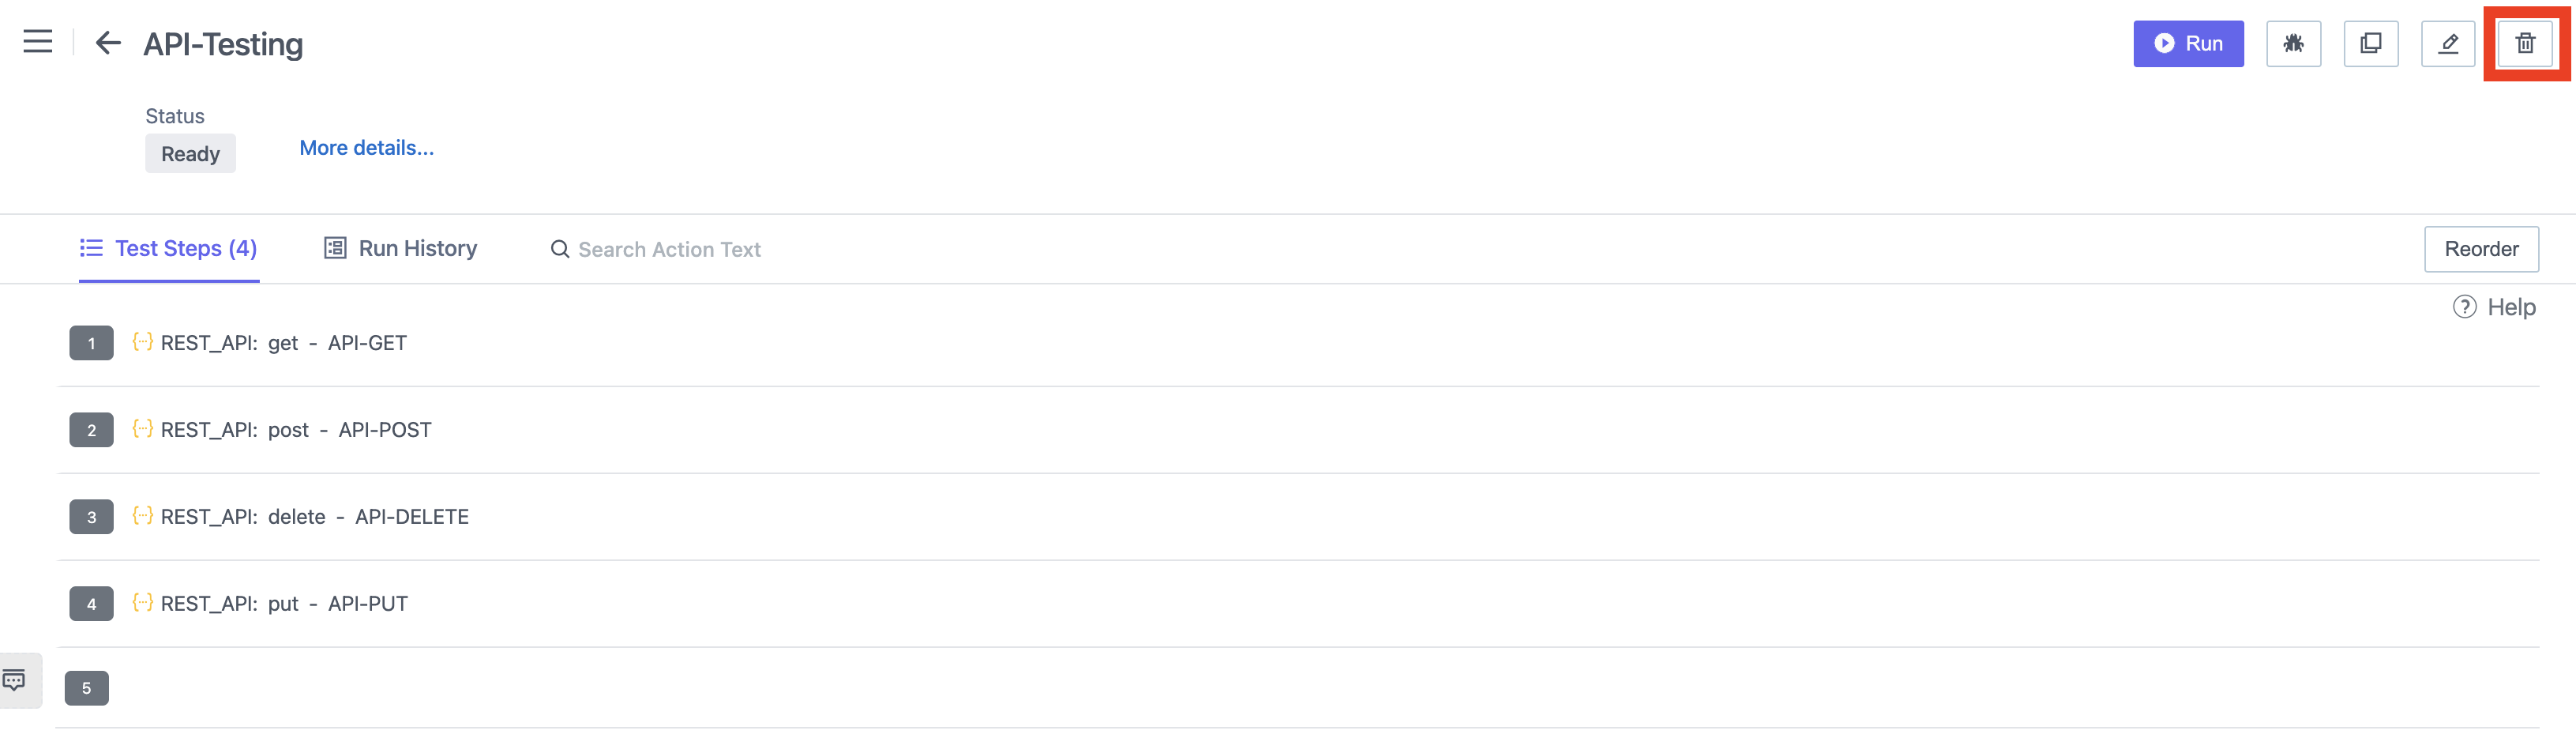 API-Testing
Run
Status
Ready
More details...
Test Steps (4)
Run History
Search Action Text
Reorder
Help
1 REST_API: get - API-GET
2 REST_API: post - API-POST
3 REST_API: delete - API-DELETE
4 REST_API: put - API-PUT
5